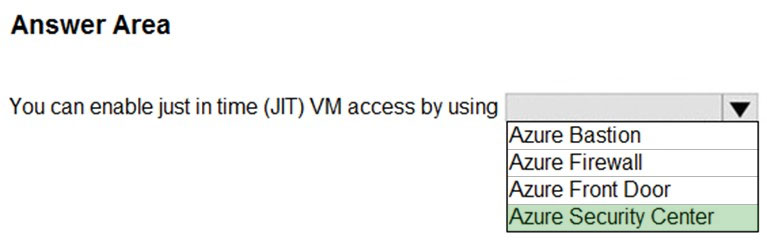 Answer Area
You can enable just in time (JIT) VM access by using
Azure Bastion
Azure Firewall
Azure Front Door
Azure Security Center